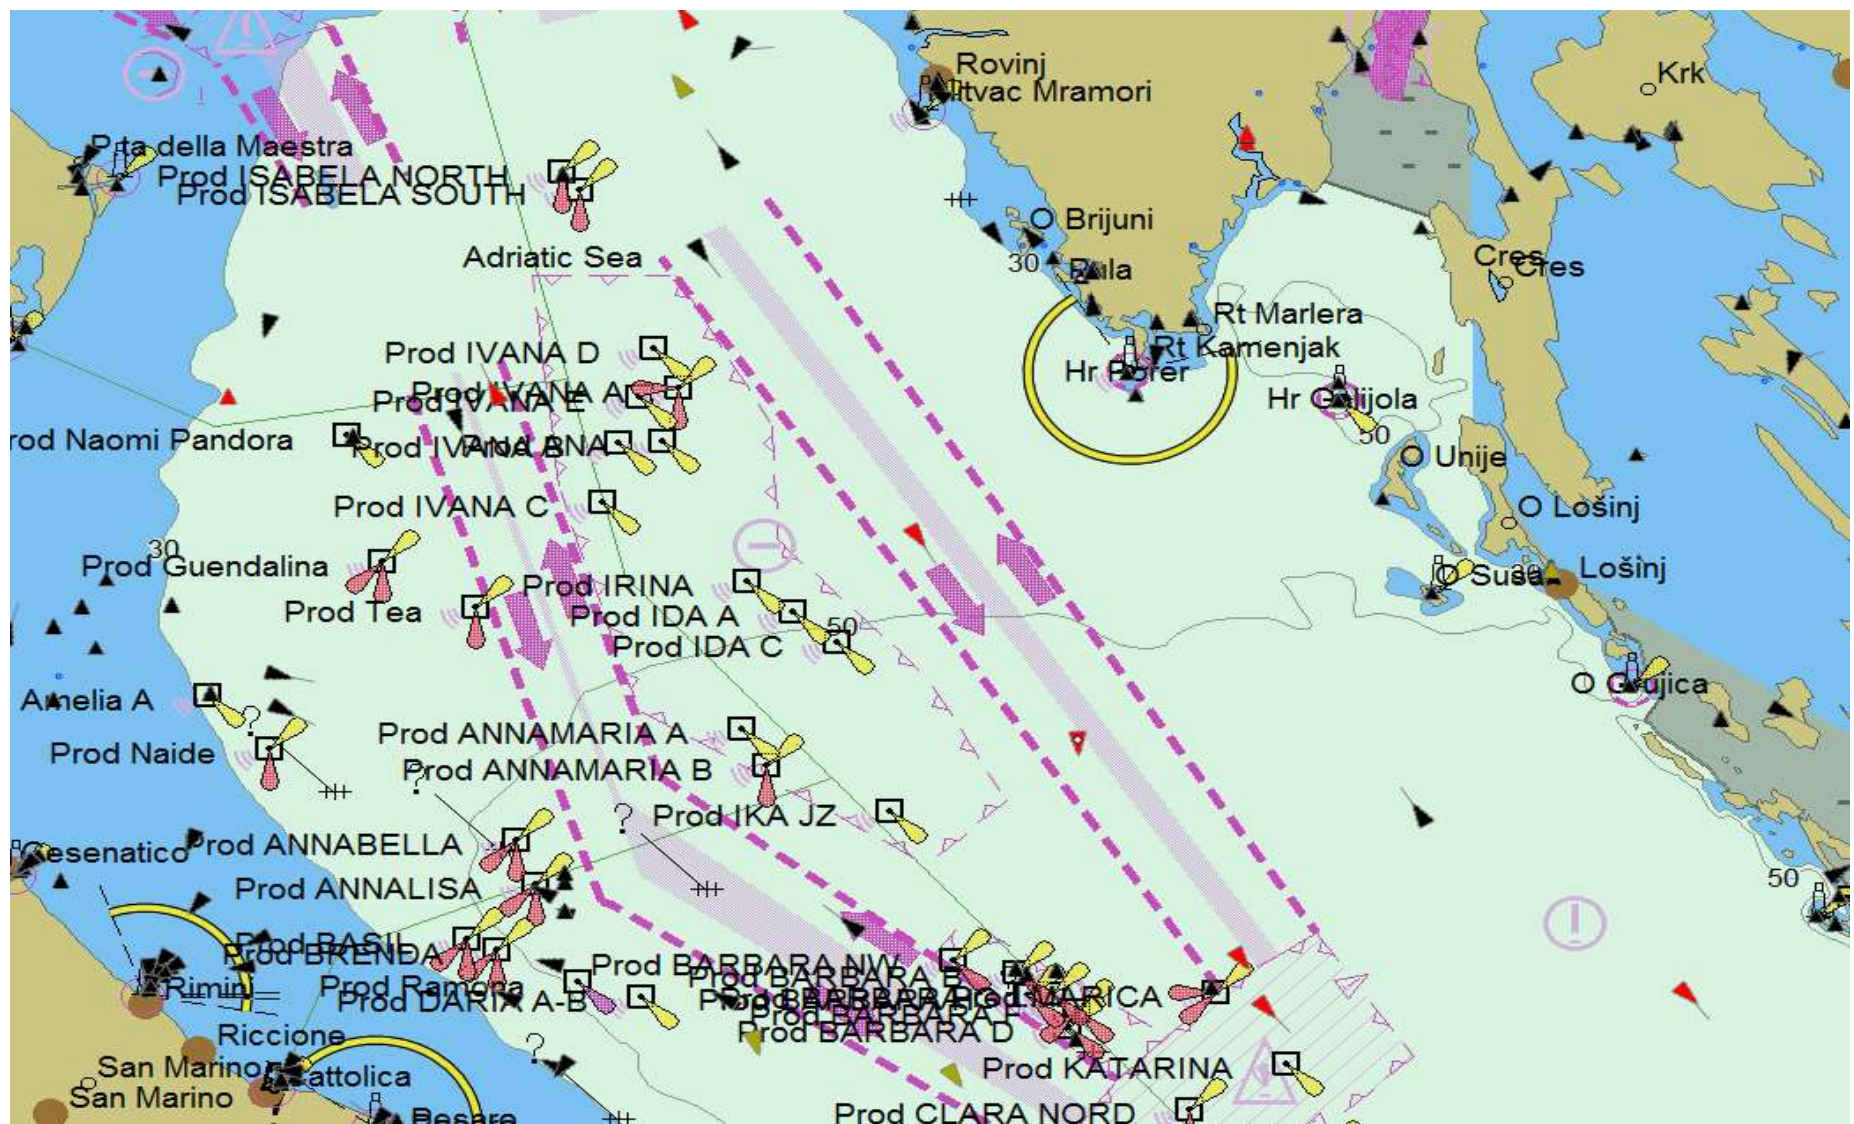 Rovinj
Krk
P.ta della Maestra
Prod ISABELA NORTH
Prod ISABELA SOUTH
O Brijuni
Adriatic Sea
30
Pula
Cres
Cres
Rt Marlera
Rt Kamenjak
Prod IVANA D
Hr Porer
Prod IVANA A
Prod IVANA E
Hr Galijola
50
rod Naomi Pandora
Prod IVANA B
Prod ANA
Unije
Prod IVANA C
O Lošinj
30
Prod Guendalina
Prod Tea
Prod IRINA
Prod IDA A
50
Prod IDA C
O Susa
30
Lošinj
Amelia A
?
O Grujica
Prod Naide
Prod ANNAMARIA A
Prod ANNAMARIA B
?
?
Prod IKA JZ
Cesenatico
Prod ANNABELLA
Prod ANNALISA
50
Prod BASIL
Prod BRENDA
Prod BARBARA NW
Rimini
Prod Ramona
Prod DARIA A-B
Prod BARBARA B
MARICA
Prod BARBARA F
Prod BARBARA D
Riccione
?
San Marino
Cattolica
Prod KATARINA
San Marino
Prod CLARA NORD